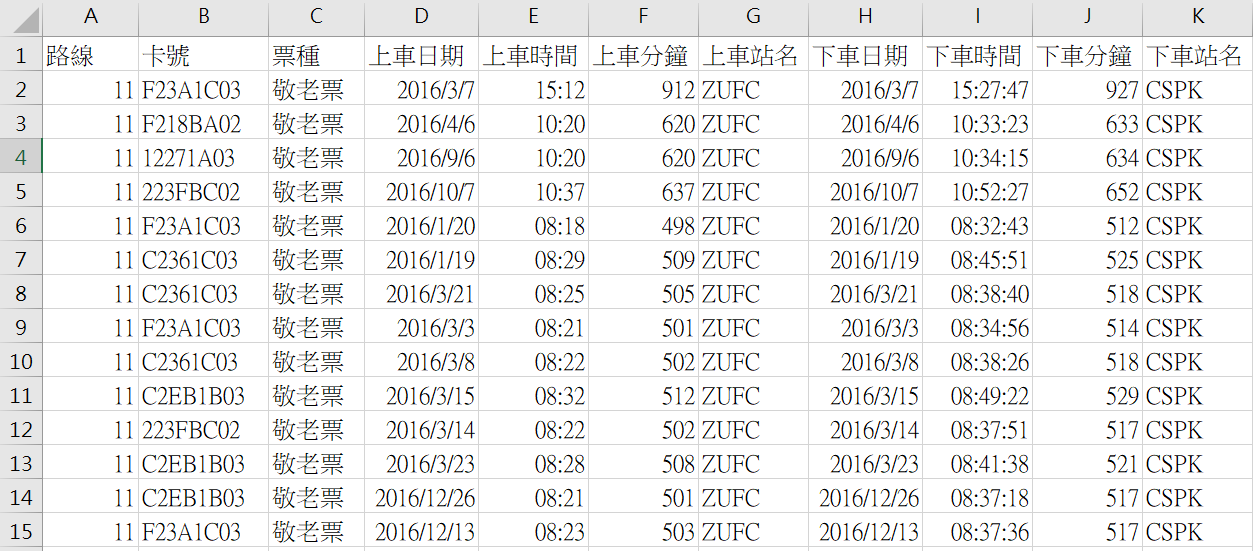 A B C D E F G H I J K
1 路線 卡號 票種 上車日期 上車時間 上車分鐘 上車站名 下車日期 下車時間 下車分鐘 下車站名
2 11 F23A1C03 敬老票 2016/3/7 15:12 912 ZUFC 2016/3/7 15:27:47 927 CSPK
3 11 F218BA02 敬老票 2016/4/6 10:20 620 ZUFC 2016/4/6 10:33:23 633 CSPK
4 11 12271A03 敬老票 2016/9/6 10:20 620 ZUFC 2016/9/6 10:34:15 634 CSPK
5 11 223FBC02 敬老票 2016/10/7 10:37 637 ZUFC 2016/10/7 10:52:27 652 CSPK
6 11 F23A1C03 敬老票 2016/1/20 08:18 498 ZUFC 2016/1/20 08:32:43 512 CSPK
7 11 C2361C03 敬老票 2016/1/19 08:29 509 ZUFC 2016/1/19 08:45:51 525 CSPK
8 11 C2361C03 敬老票 2016/3/21 08:25 505 ZUFC 2016/3/21 08:38:40 518 CSPK
9 11 F23A1C03 敬老票 2016/3/3 08:21 501 ZUFC 2016/3/3 08:34:56 514 CSPK
10 11 C2361C03 敬老票 2016/3/8 08:22 502 ZUFC 2016/3/8 08:38:26 518 CSPK
11 11 C2EB1B03 敬老票 2016/3/15 08:32 512 ZUFC 2016/3/15 08:49:22 529 CSPK
12 11 223FBC02 敬老票 2016/3/14 08:22 502 ZUFC 2016/3/14 08:37:51 517 CSPK
13 11 C2EB1B03 敬老票 2016/3/23 08:28 508 ZUFC 2016/3/23 08:41:38 521 CSPK
14 11 C2EB1B03 敬老票 2016/12/26 08:21 501 ZUFC 2016/12/26 08:37:18 517 CSPK
15 11 F23A1C03 敬老票 2016/12/13 08:23 503 ZUFC 2016/12/13 08:37:36 517 CSPK